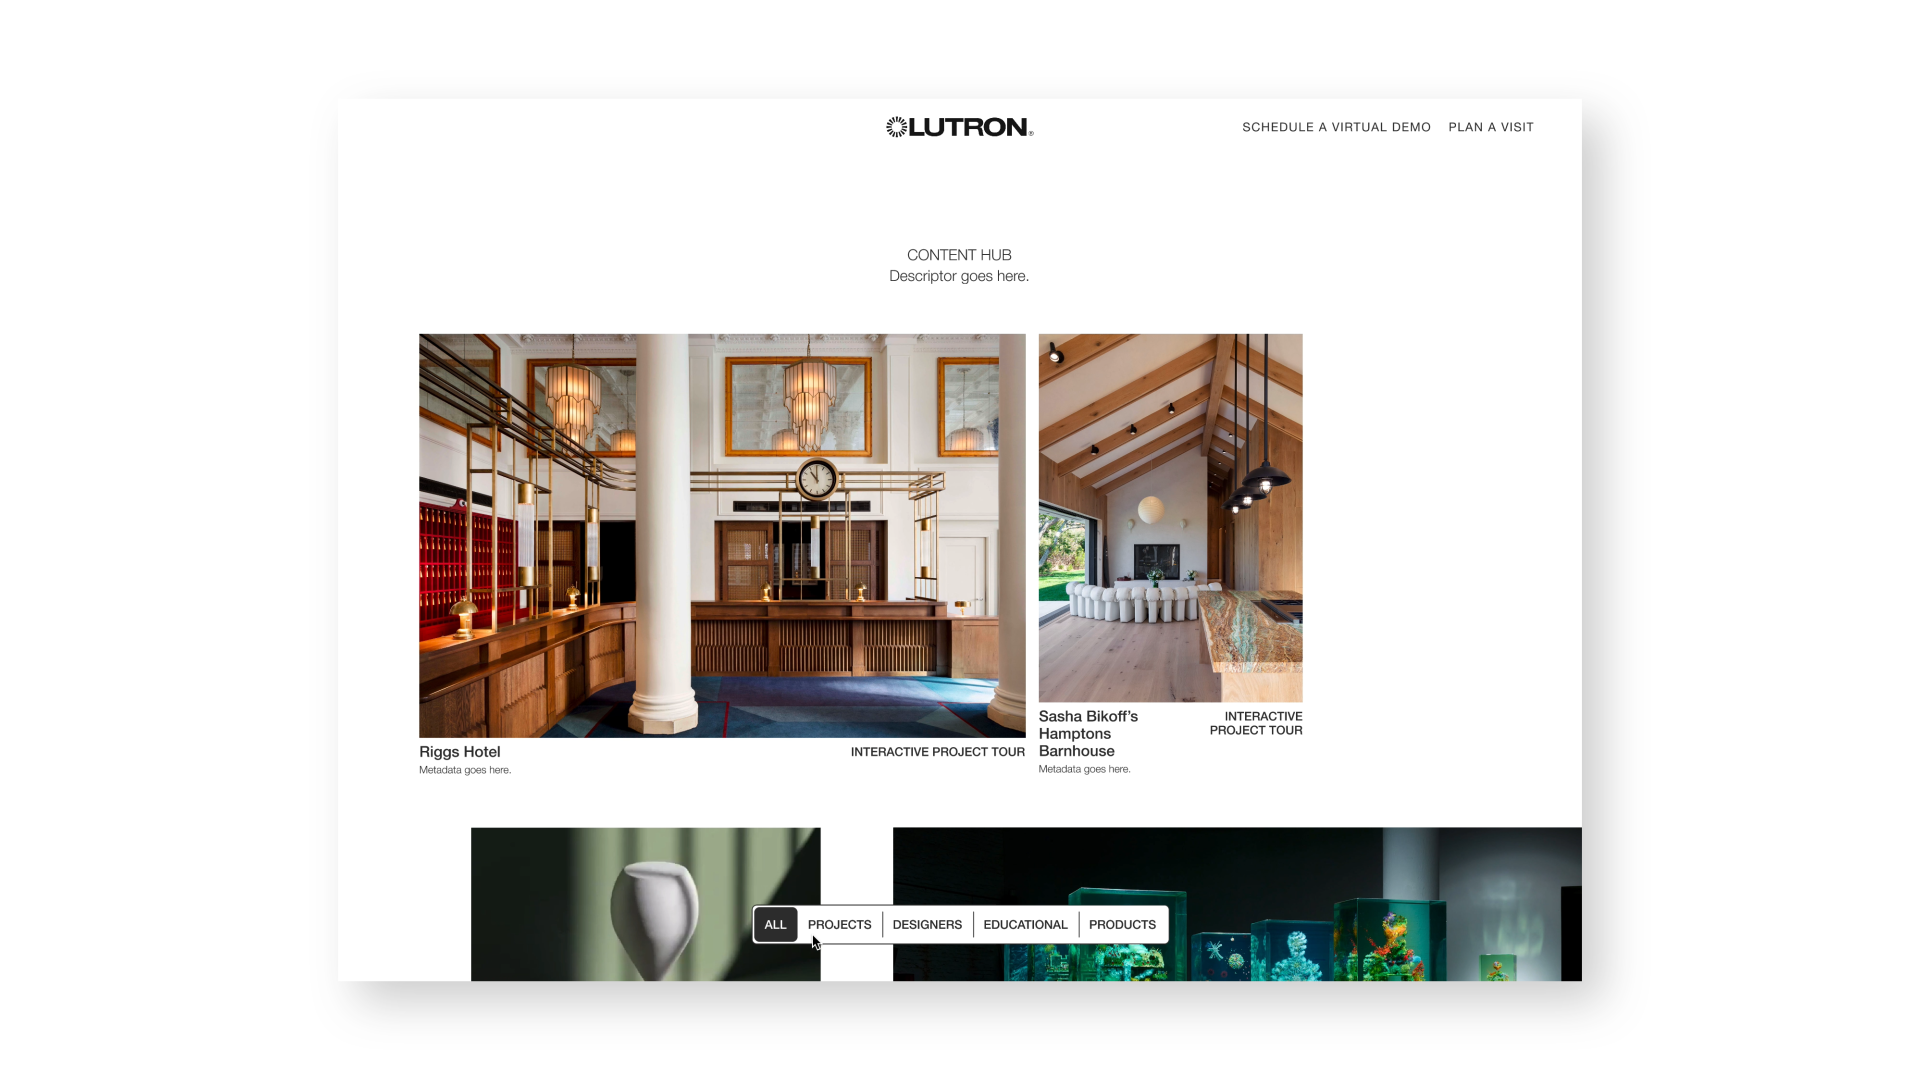 LUTRON®
SCHEDULE A VIRTUAL DEMO
PLAN A VISIT
CONTENT HUB
Descriptor goes here.
Riggs Hotel
INTERACTIVE PROJECT TOUR
Metadata goes here.
Sasha Bikoff’s
Hamptons
Barnhouse
INTERACTIVE
PROJECT TOUR
Metadata goes here.
ALL
PROJECTS
DESIGNERS
EDUCATIONAL
PRODUCTS